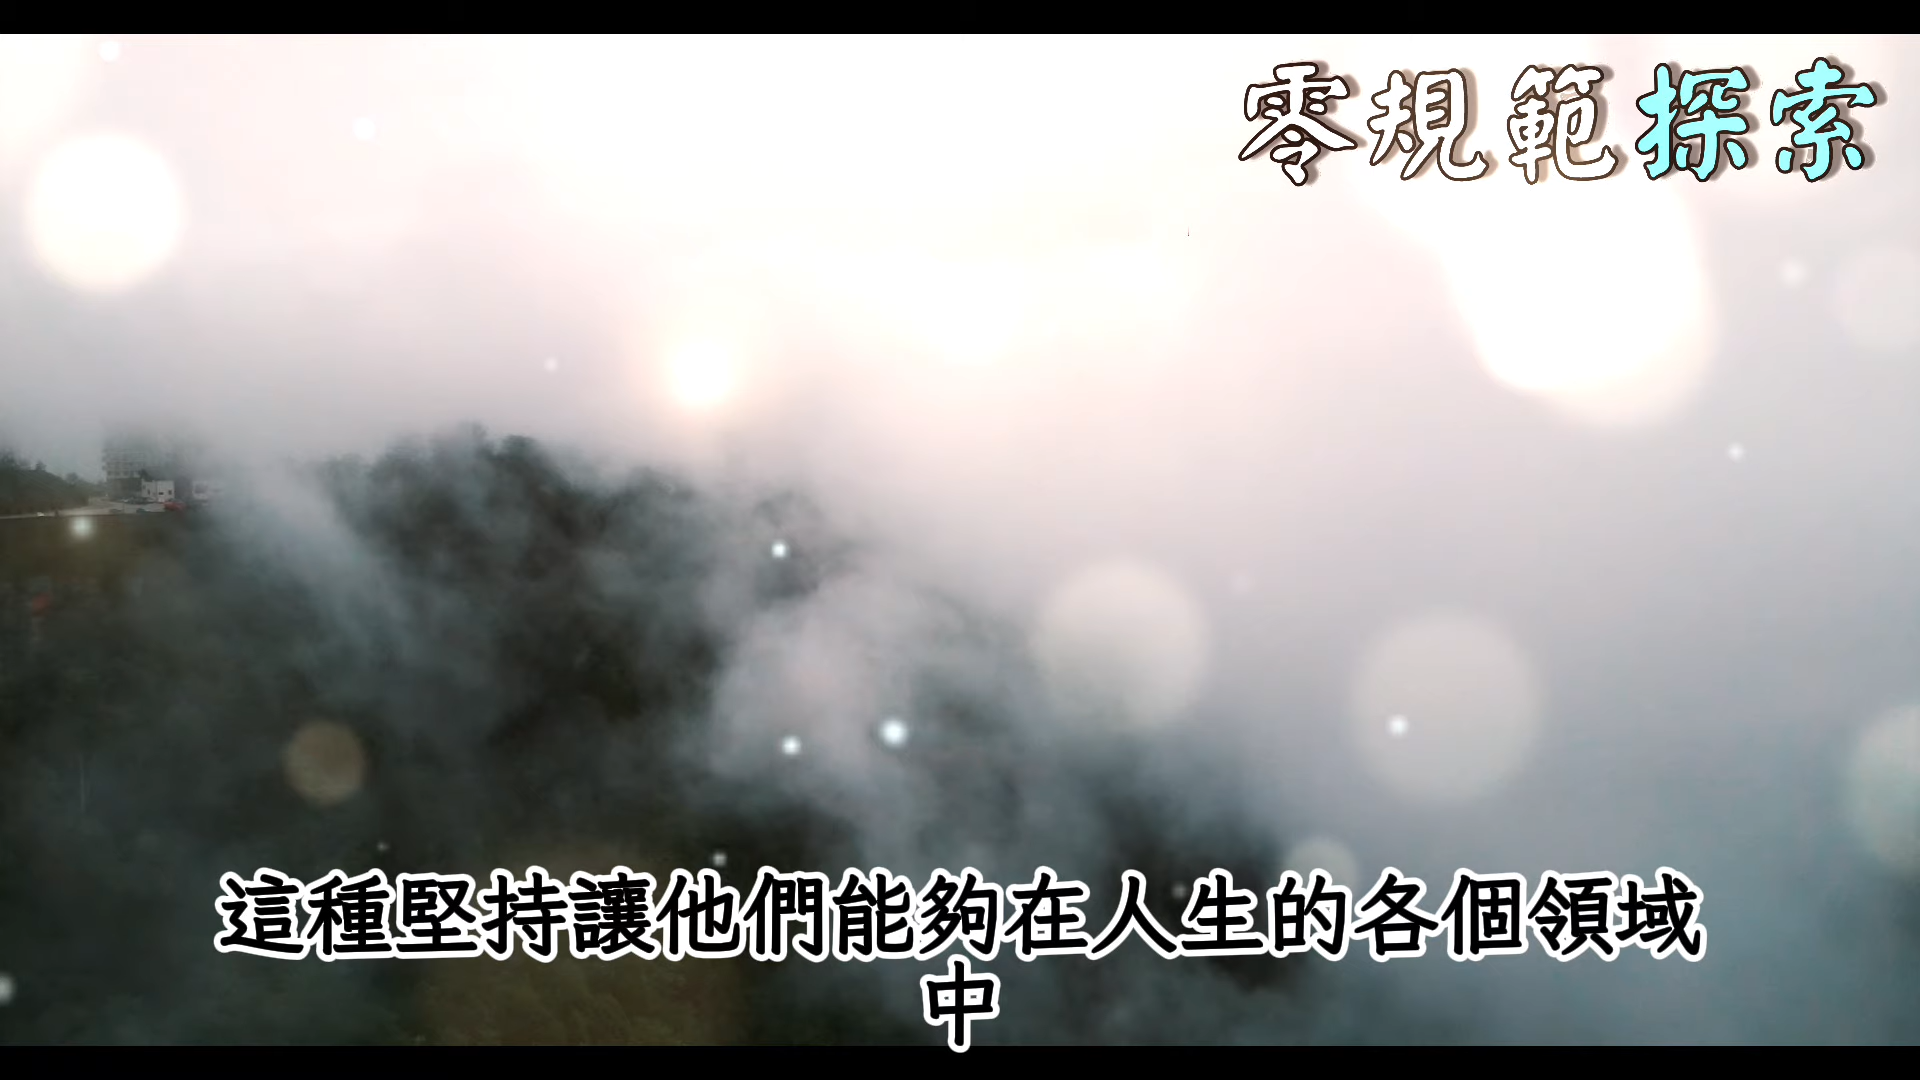 零規範探索
這種堅持讓他們能夠在人生的各個領域
中